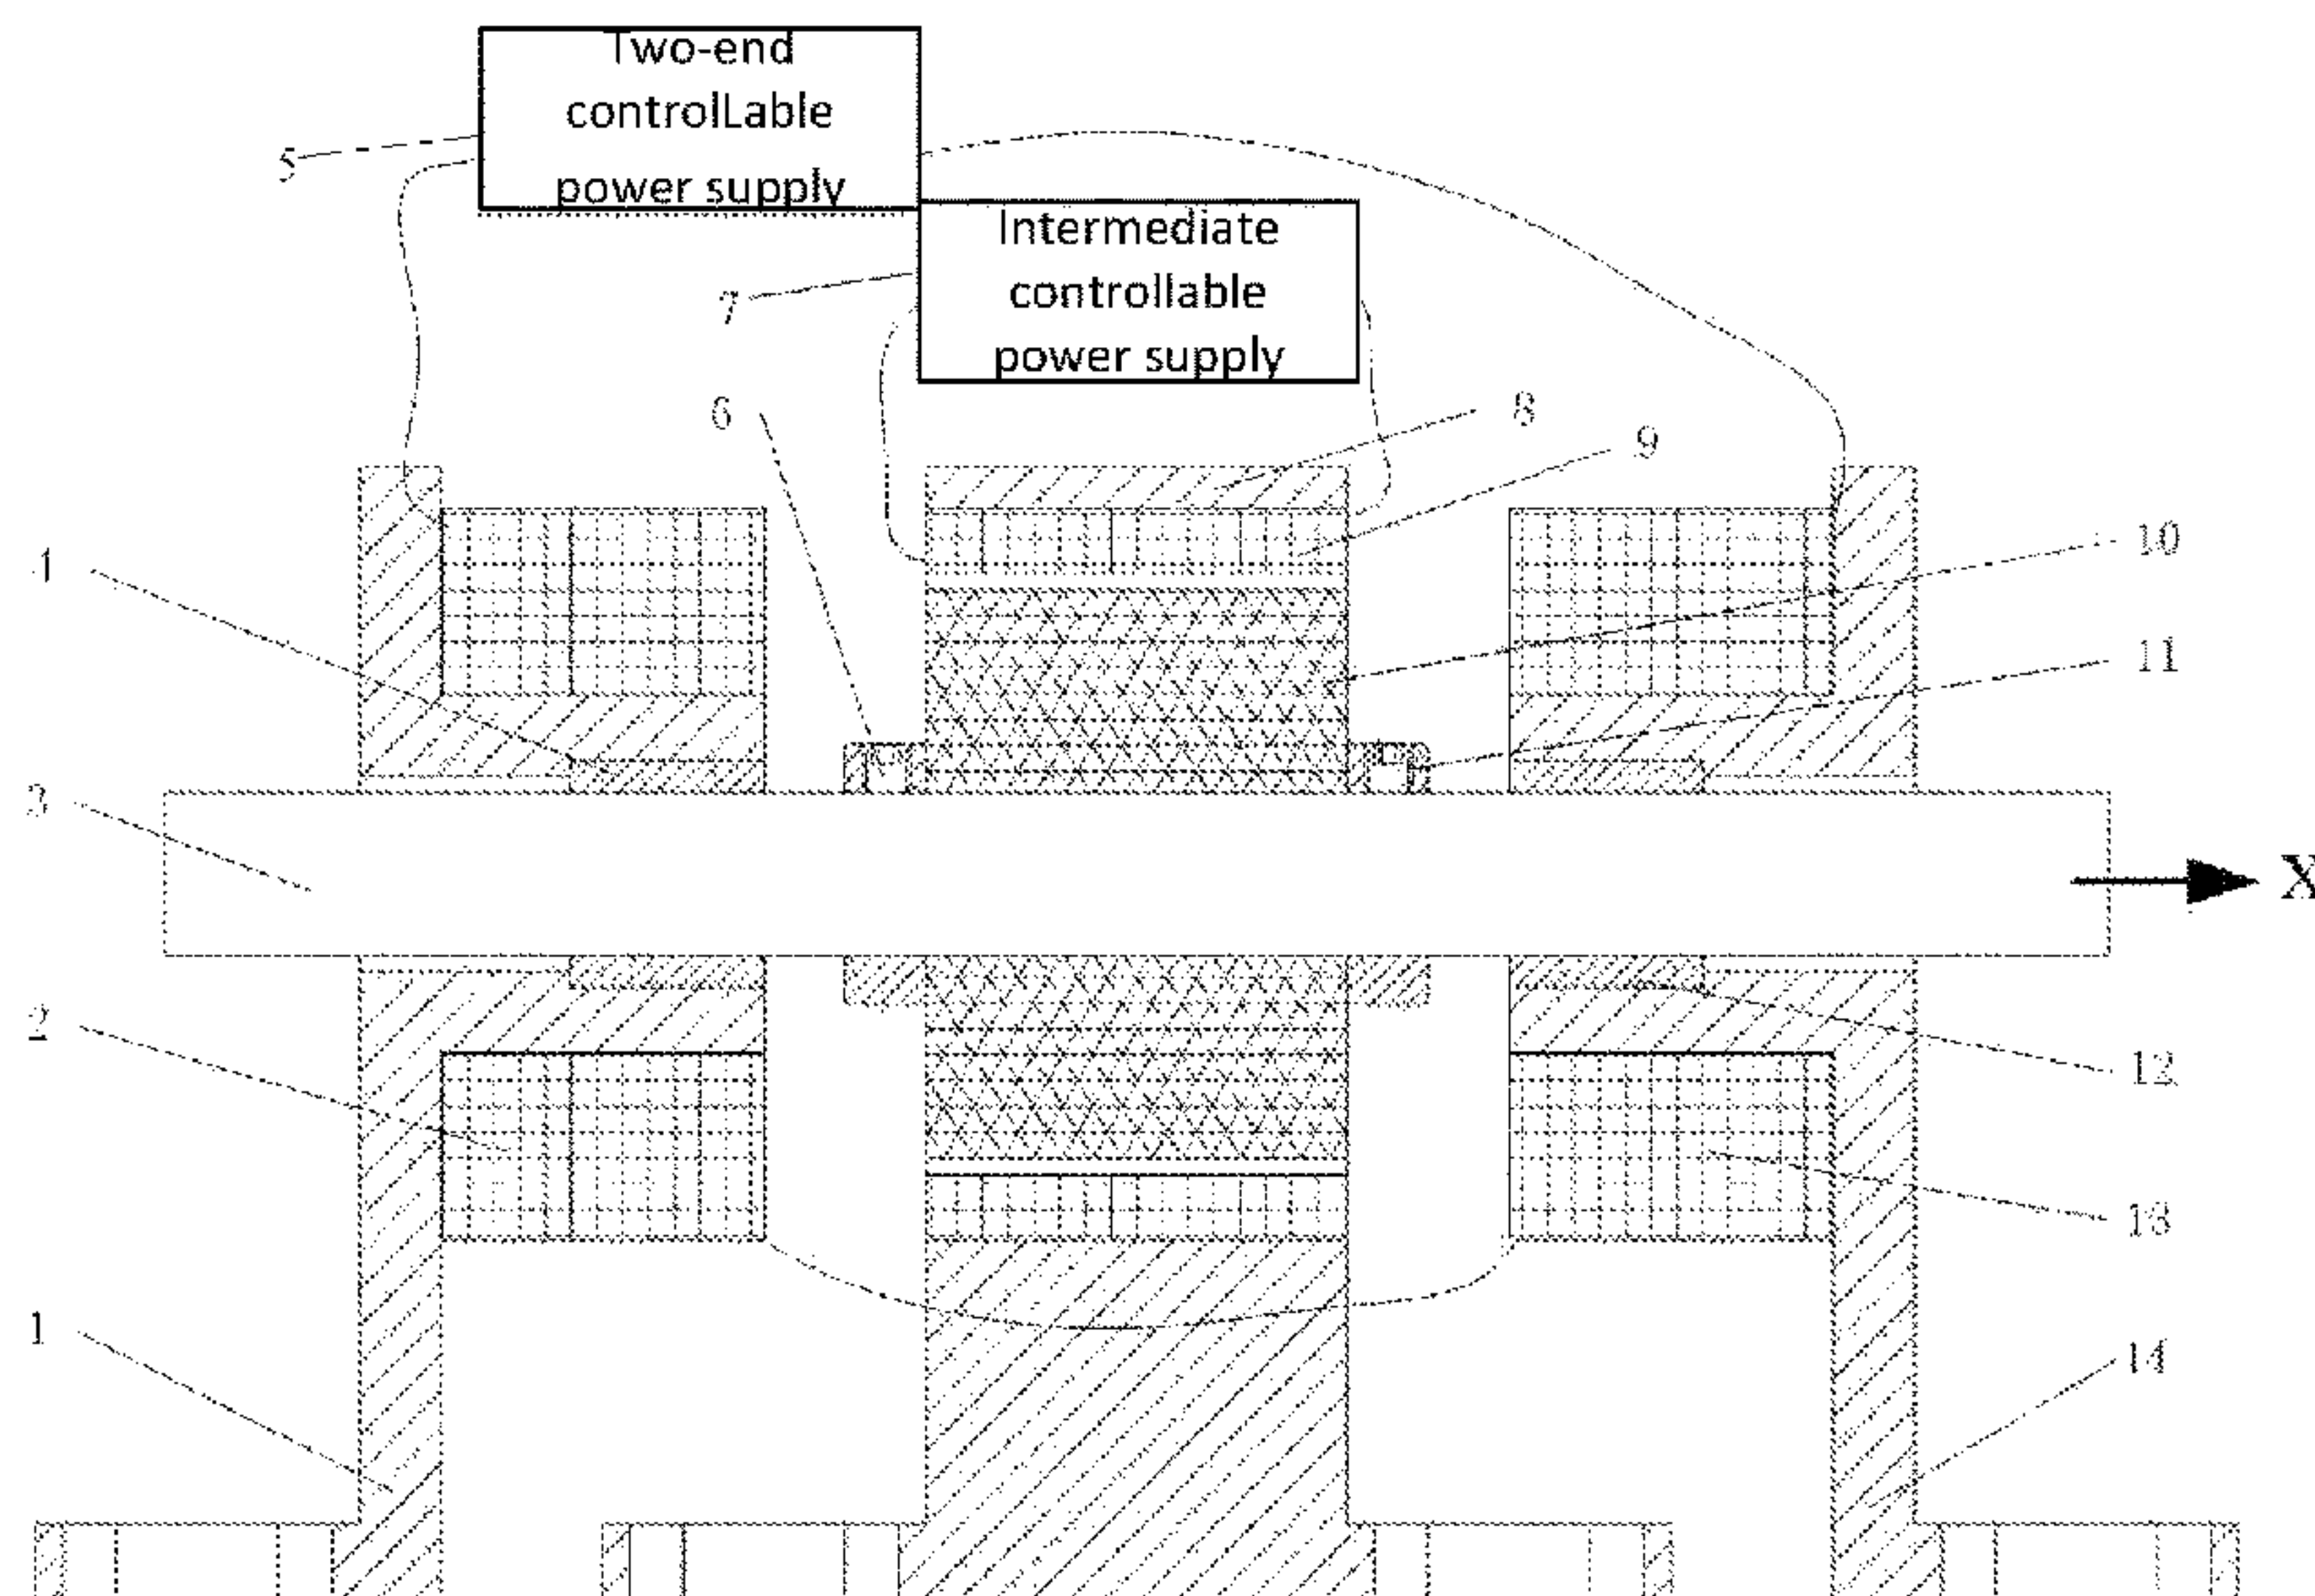 Two-end
controlLable
power supply
5
Intermediate
controllable
power supply
7
6
8
9
4
10
11
3
X
2
12
13
1
14